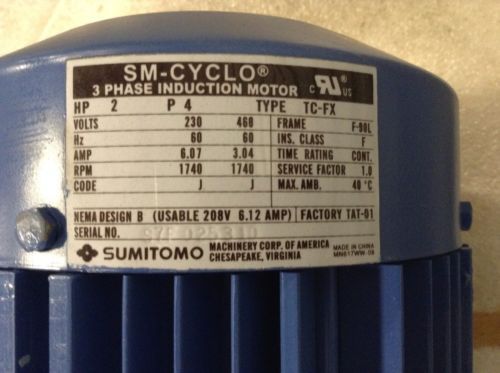 SM-CYCLO®
3 PHASE INDUCTION MOTOR C UR US
HP 2 P 4 TYPE TC-FX
VOLTS 230 460 FRAME F-90L
Hz 60 60 INS. CLASS F
AMP 6.07 3.04 TIME RATING CONT.
RPM 1740 1740 SERVICE FACTOR 1.0
CODE J J MAX. AMB. 40 °C
NEMA DESIGN B (USABLE 208V 6.12 AMP) FACTORY TAT-01
SERIAL NO.
SUMITOMO MACHINERY CORP. OF AMERICA
CHESAPEAKE, VIRGINIA
MADE IN CHINA